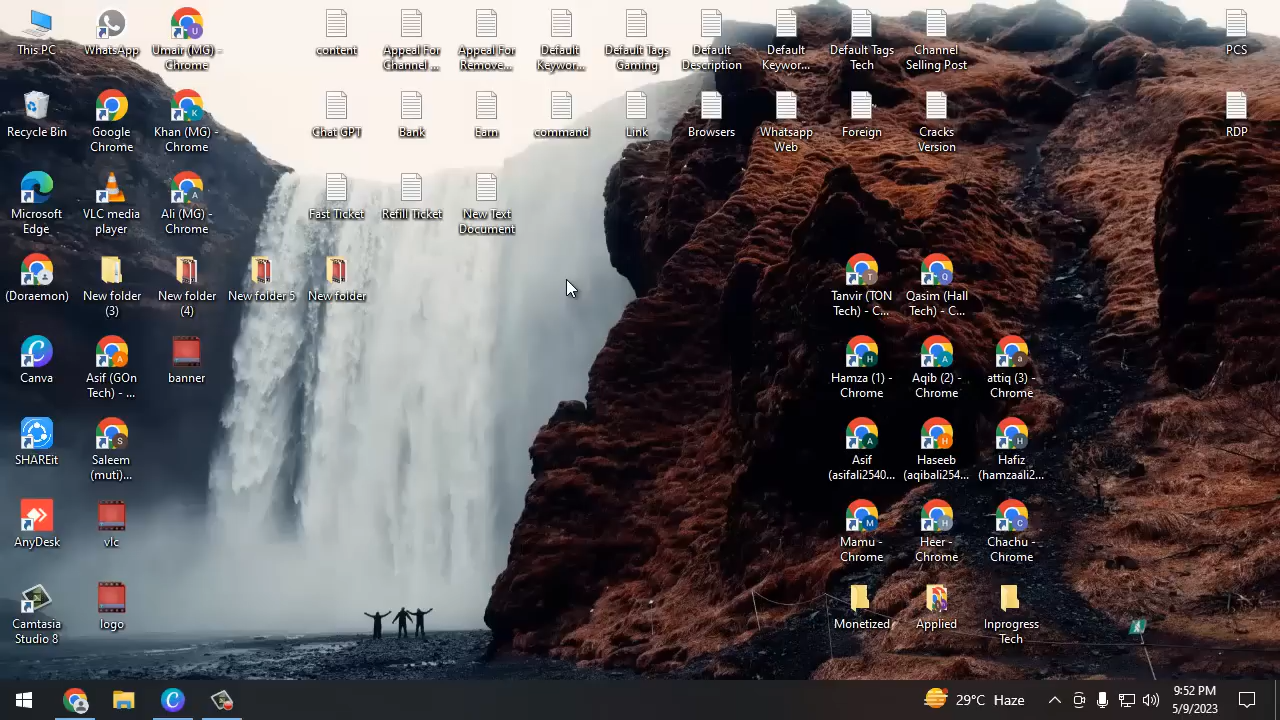 This PC
WhatsApp
Umair (MG) -
Chrome
content
Appeal For
Channel ...
Appeal For
Remove...
Default
Keywor...
Default Tags
Gaming
Default
Description
Default
Keywor...
Default Tags
Tech
Channel
Selling Post
PCS
Recycle Bin
Google
Chrome
Khan (MG) -
Chrome
Chat GPT
Bank
Earn
command
Link
Browsers
Whatsapp
Web
Foreign
Cracks
Version
RDP
Microsoft
Edge
VLC media
player
Ali (MG) -
Chrome
Fast Ticket
Refill Ticket
New Text
Document
(Doraemon)
New folder
(3)
New folder
(4)
New folder 5
New folder
Tanvir (TON
Tech) - C...
Qasim (Hall
Tech) - C...
Canva
Asif (GOn
Tech) - ...
banner
Hamza (1) -
Chrome
Aqib (2) -
Chrome
attiq (3) -
Chrome
SHAREit
Saleem
(muti)...
Asif
(asifali2540...
Haseeb
(aqibali254...
Hafiz
(hamzaali2...
AnyDesk
vlc
Mamu -
Chrome
Heer -
Chrome
Chachu -
Chrome
Camtasia
Studio 8
logo
Monetized
Applied
Inprogress
Tech
29°C Haze
9:52 PM
5/9/2023